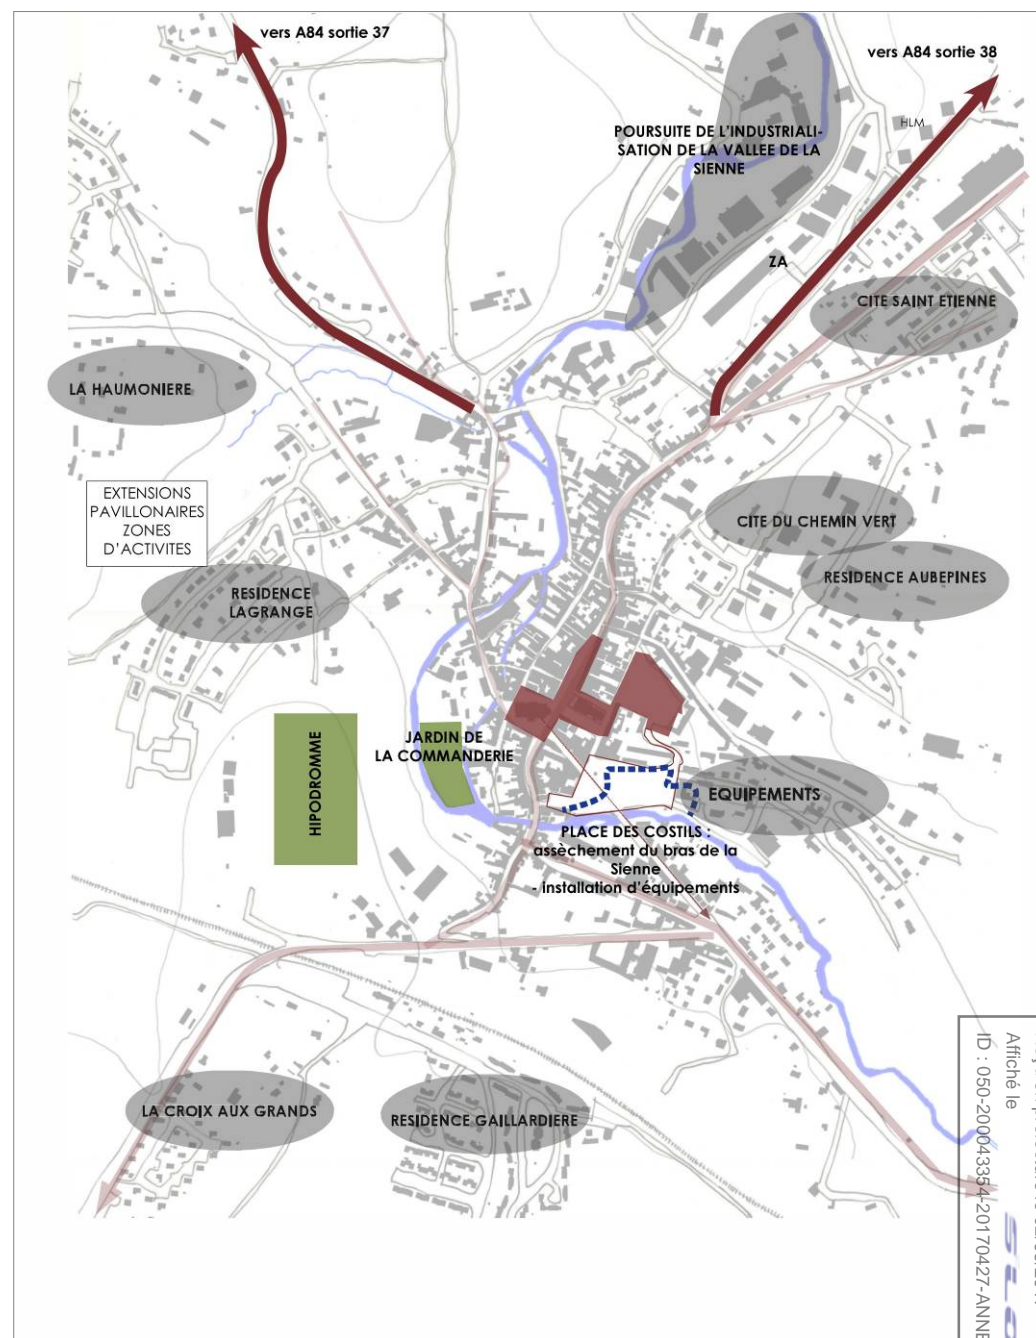 vers A84 sortie 37
vers A84 sortie 38
HLM
POURSUITE DE L'INDUSTRIALI-
SATION DE LA VALLEE DE LA
SIENNE
ZA
CITE SAINT ETIENNE
LA HAUMONIERE
EXTENSIONS
PAVILLONAIRES
ZONES
D'ACTIVITES
CITE DU CHEMIN VERT
RESIDENCE AUBEPINES
RESIDENCE
LAGRANGE
JARDIN DE
LA COMMANDERIE
HIPODROMME
EQUIPEMENTS
PLACE DES COSTILS :
assèchement du bras de la
Sienne
- installation d'équipements
LA CROIX AUX GRANDS
RESIDENCE GAILLARDIERE
Affiché le
ID : 050-200043354-20170427-ANNE